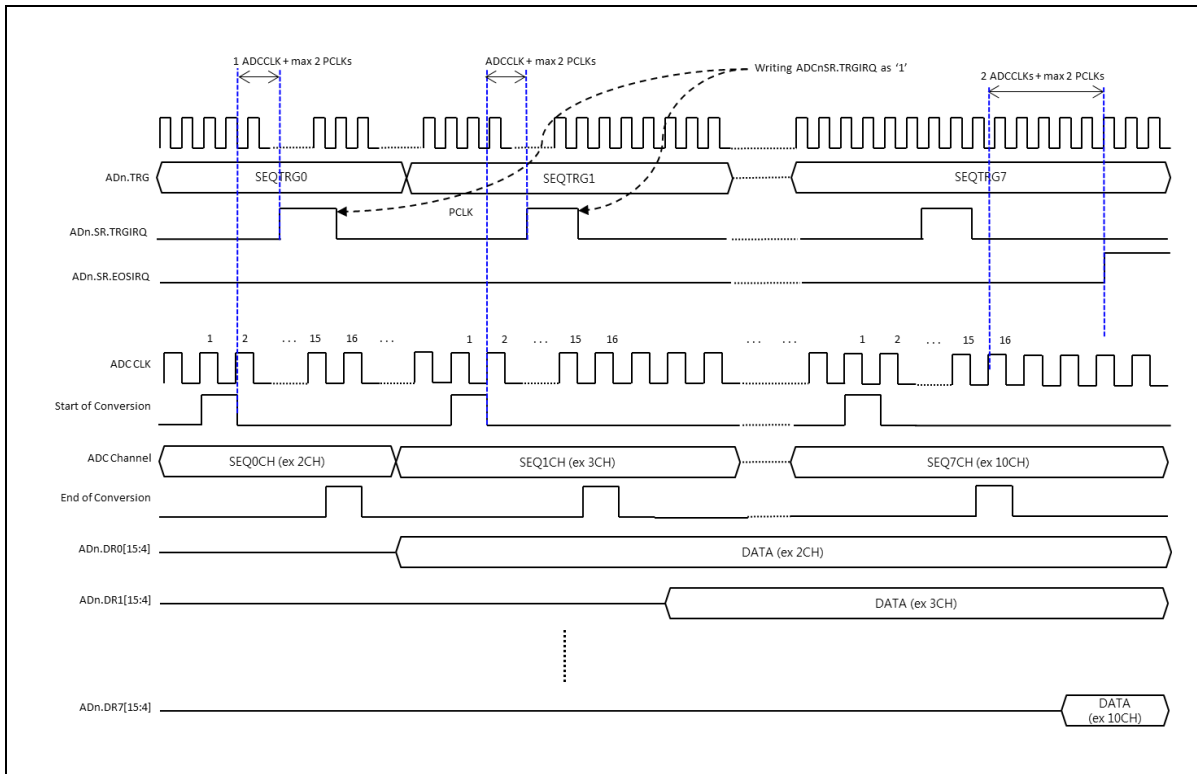 1 ADCCLK + max 2 PCLKs
ADCCLK + max 2 PCLKs
Writing ADCnSR.TRGIRQ as ‘1’
2 ADCCLKs + max 2 PCLKs
ADn.TRG
SEQTRG0
SEQTRG1
SEQTRG7
PCLK
ADn.SR.TRGIRQ
ADn.SR.EOSIRQ
1 2 ... 15 16 ... 1 2 ... 15 16 ... ... 1 2 ... 15 16
ADC CLK
Start of Conversion
ADC Channel
SEQ0CH (ex 2CH)
SEQ1CH (ex 3CH)
SEQ7CH (ex 10CH)
End of Conversion
ADn.DR0[15:4]
DATA (ex 2CH)
ADn.DR1[15:4]
DATA (ex 3CH)
ADn.DR7[15:4]
DATA
(ex 10CH)